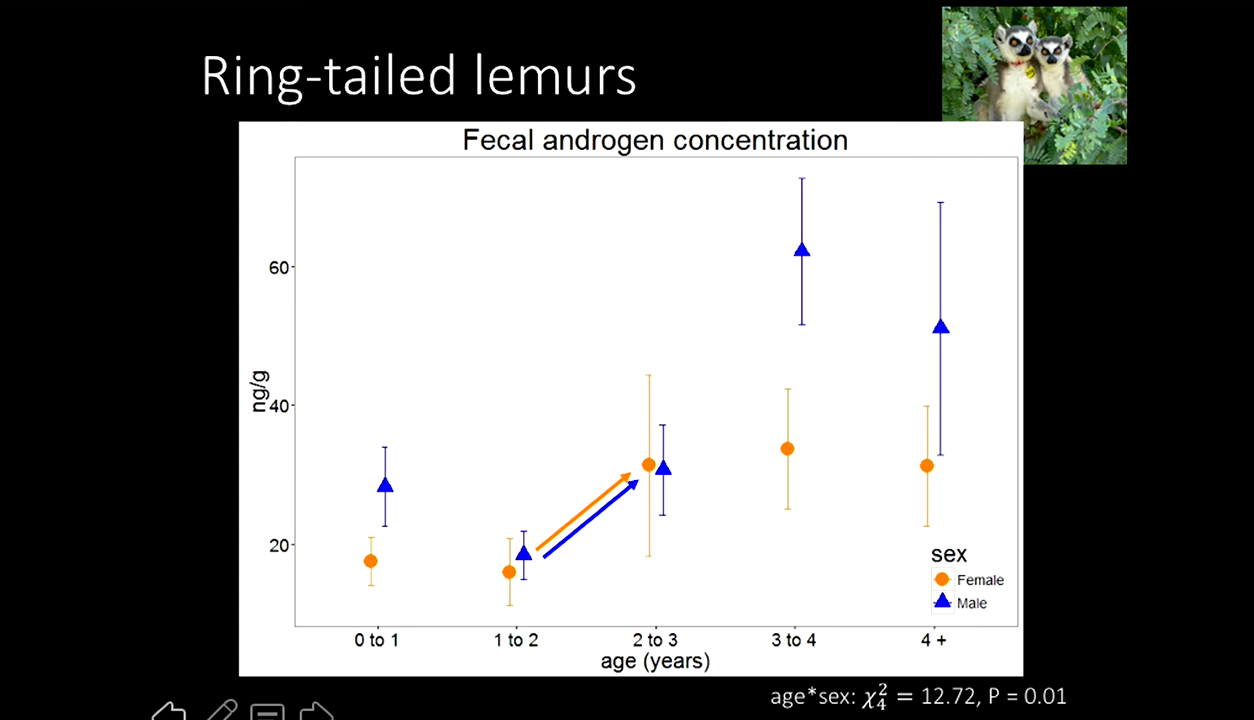 Ring-tailed lemurs
Fecal androgen concentration
60
40
20
ng/g
sex
Female
Male
0 to 1
1 to 2
2 to 3
3 to 4
4 +
age (years)
age*sex: χ²₄ = 12.72, P = 0.01